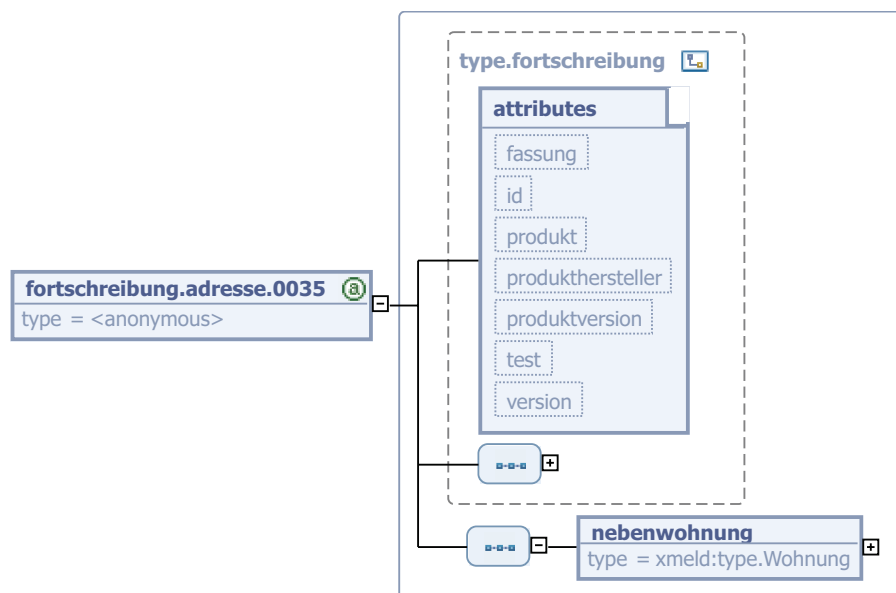 type.fortschreibung
attributes
fassung
id
produkt
produkthersteller
produktversion
test
version
fortschreibung.adresse.0035 a
type = <anonymous>
nebenwohnung
type = xmeld:type.Wohnung